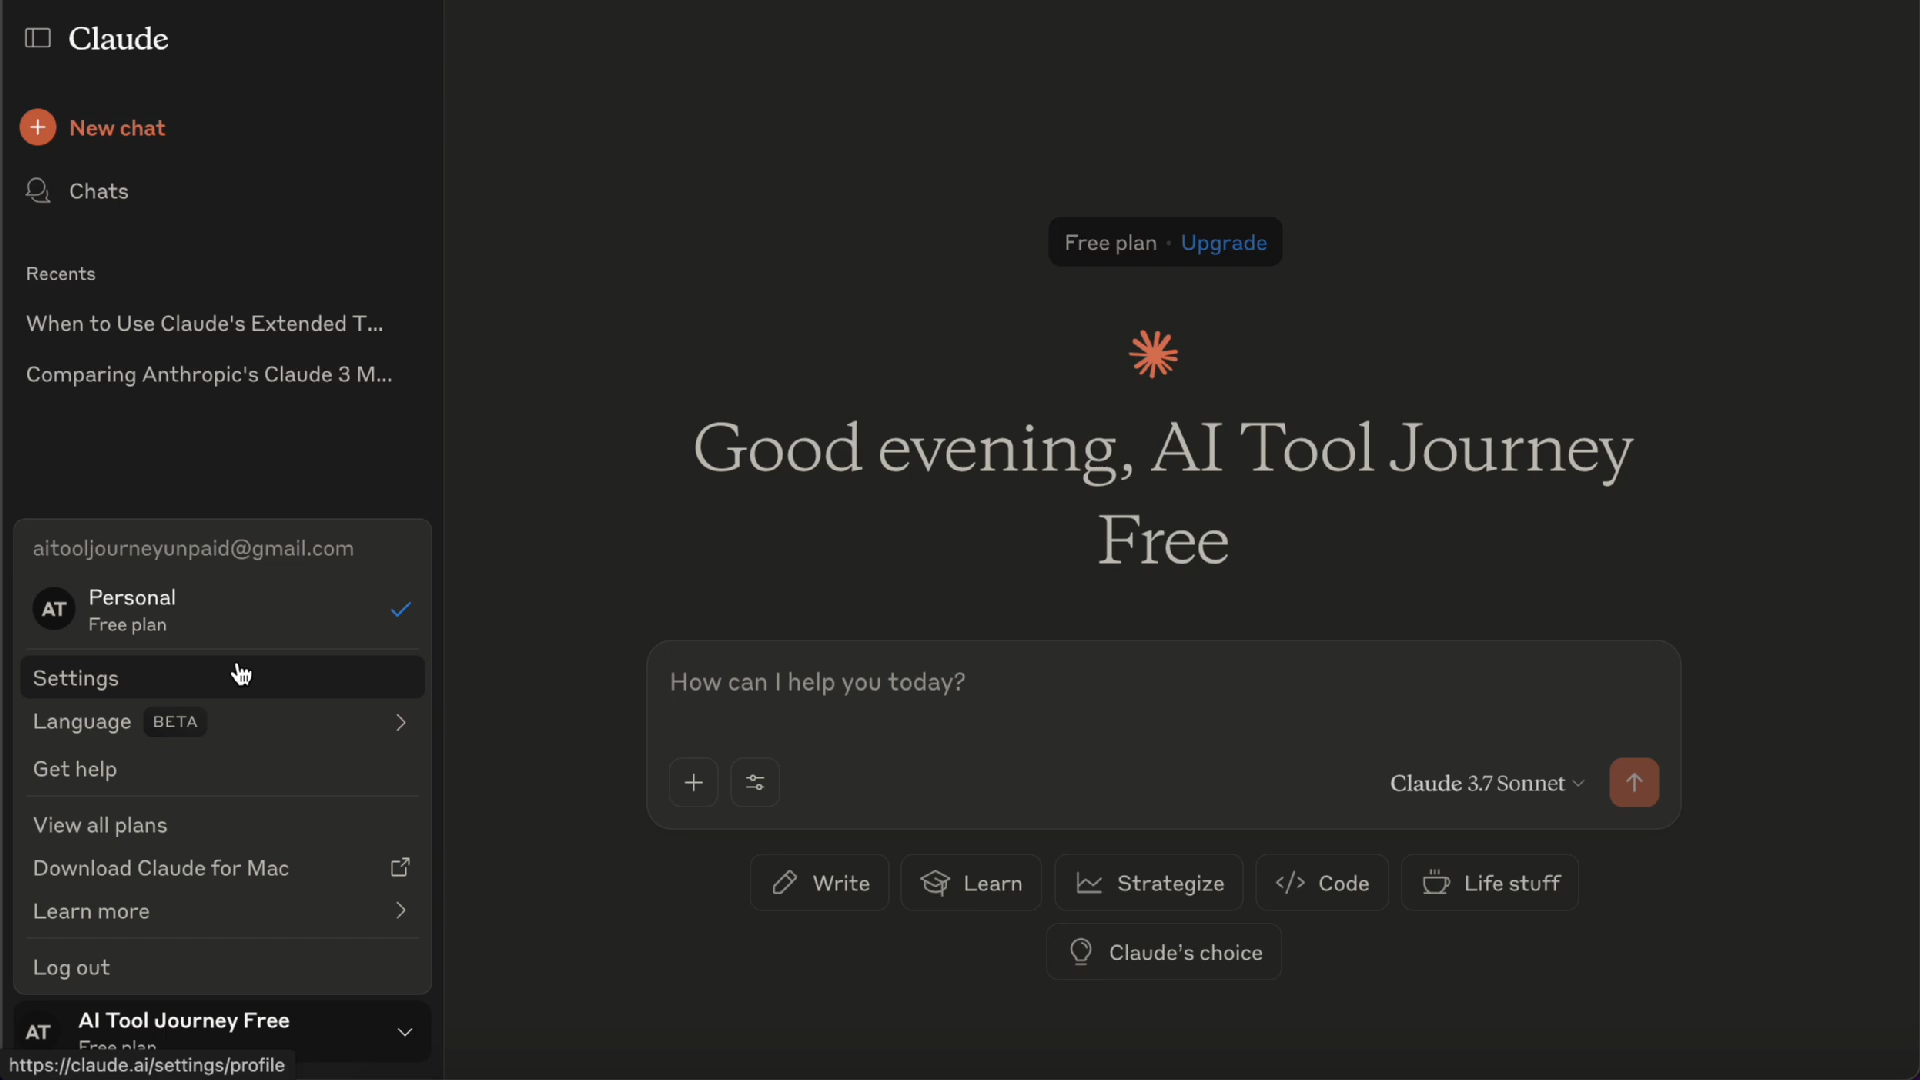 Claude
New chat
Chats
Recents
When to Use Claude's Extended T...
Comparing Anthropic's Claude 3 M...
aitooljourneyunpaid@gmail.com
AT
Personal
Free plan
Settings
Language BETA
Get help
View all plans
Download Claude for Mac
Learn more
Log out
AT
AI Tool Journey Free
Free plan
https://claude.ai/settings/profile
Free plan • Upgrade
Good evening, AI Tool Journey
Free
How can I help you today?
Claude 3.7 Sonnet
Write
Learn
Strategize
</> Code
Life stuff
Claude's choice